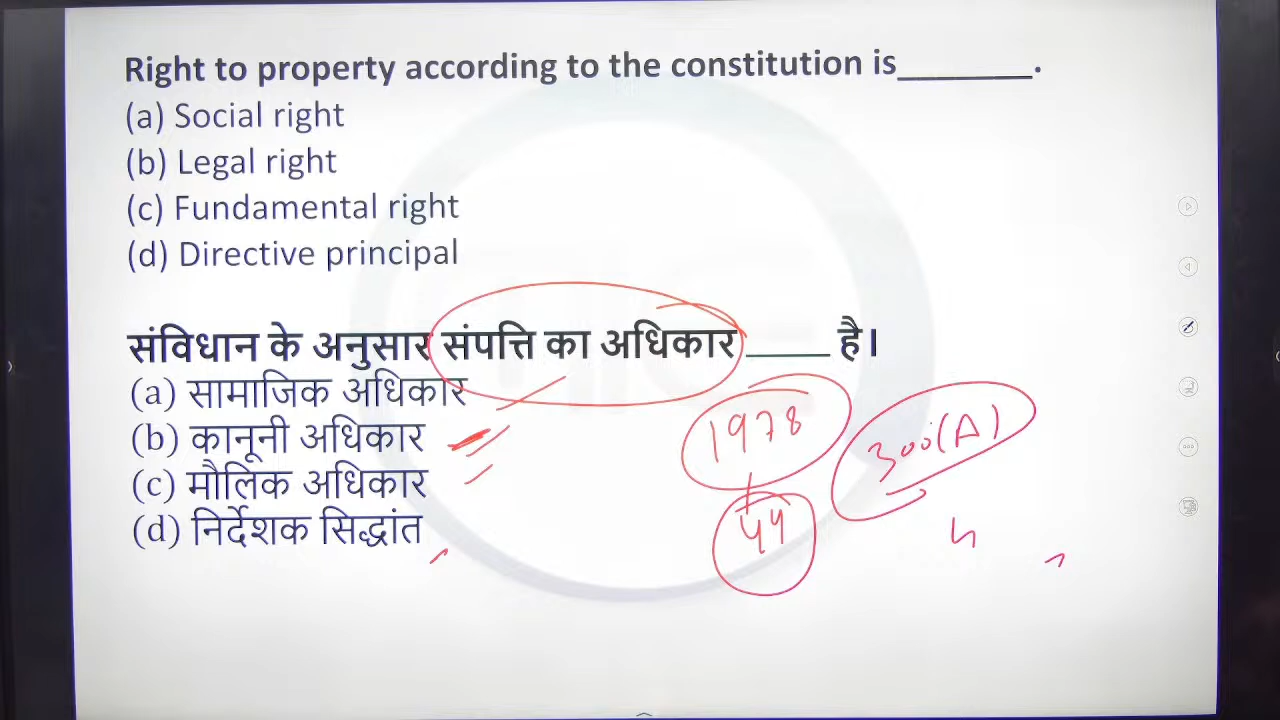 Right to property according to the constitution is________.
(a) Social right
(b) Legal right
(c) Fundamental right
(d) Directive principal
संविधान के अनुसार संपत्ति का अधिकार _____ है।
(a) सामाजिक अधिकार
(b) कानूनी अधिकार
(c) मौलिक अधिकार
(d) निर्देशक सिद्धांत
1978
300(A)
44